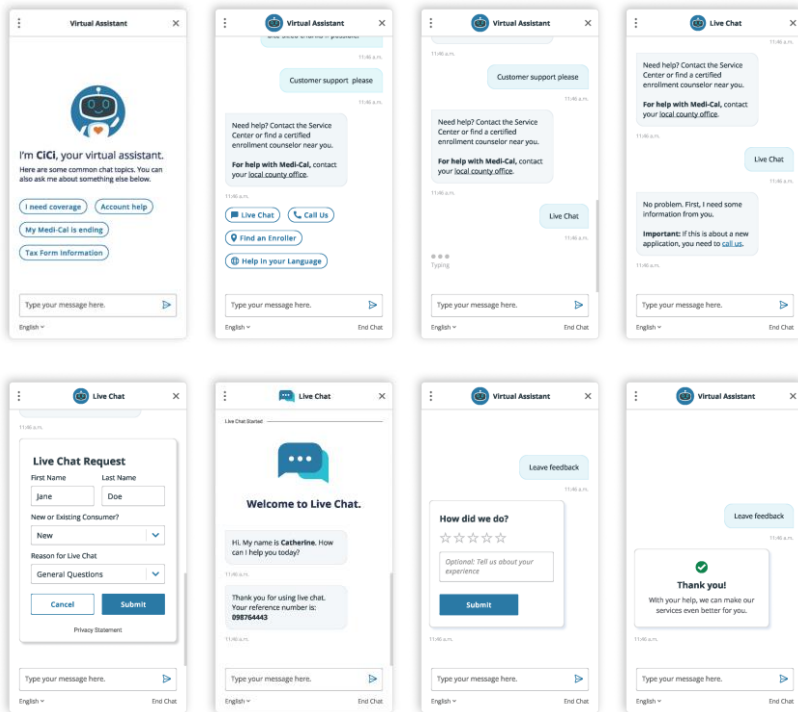 Virtual Assistant
I'm CiCi, your virtual assistant.
Here are some common chat topics. You can
also ask me about something else below.
I need coverage
Account help
My Medi-Cal is ending
Tax Form Information
Type your message here.
English
Virtual Assistant
11:46 a.m.
Customer support please
11:46 a.m.
Need help? Contact the Service
Center or find a certified
enrollment counselor near you.
For help with Medi-Cal, contact
your local county office.
11:46 a.m.
Live Chat
Call Us
Find an Enroller
Help in your Language
Type your message here.
English
End Chat
Virtual Assistant
11:46 a.m.
Customer support please
11:46 a.m.
Need help? Contact the Service
Center or find a certified
enrollment counselor near you.
For help with Medi-Cal, contact
your local county office.
11:46 a.m.
Live Chat
11:46 a.m.
Typing
Type your message here.
English
End Chat
Live Chat
11:46 a.m.
Need help? Contact the Service
Center or find a certified
enrollment counselor near you.
For help with Medi-Cal, contact
your local county office.
11:46 a.m.
Live Chat
11:46 a.m.
No problem. First, I need some
information from you.
Important: If this is about a new
application, you need to call us.
11:46 a.m.
Type your message here.
English
End Chat
Live Chat
11:46 a.m.
Live Chat Request
First Name
Last Name
Jane
Doe
New or Existing Consumer?
New
Reason for Live Chat
General Questions
Cancel
Submit
Privacy Statement
Type your message here.
English
End Chat
Live Chat
Live Chat Started
Welcome to Live Chat.
Hi. My name is Catherine. How
can I help you today?
11:46 a.m.
Thank you for using live chat.
Your reference number is:
098764443
11:46 a.m.
Type your message here.
English
End Chat
Virtual Assistant
Leave feedback
11:46 a.m.
How did we do?
Optional: Tell us about your
experience
Submit
11:46 a.m.
Type your message here.
English
End Chat
Virtual Assistant
Leave feedback
11:46 a.m.
Thank you!
With your help, we can make our
services even better for you.
11:46 a.m.
Type your message here.
English
End Chat